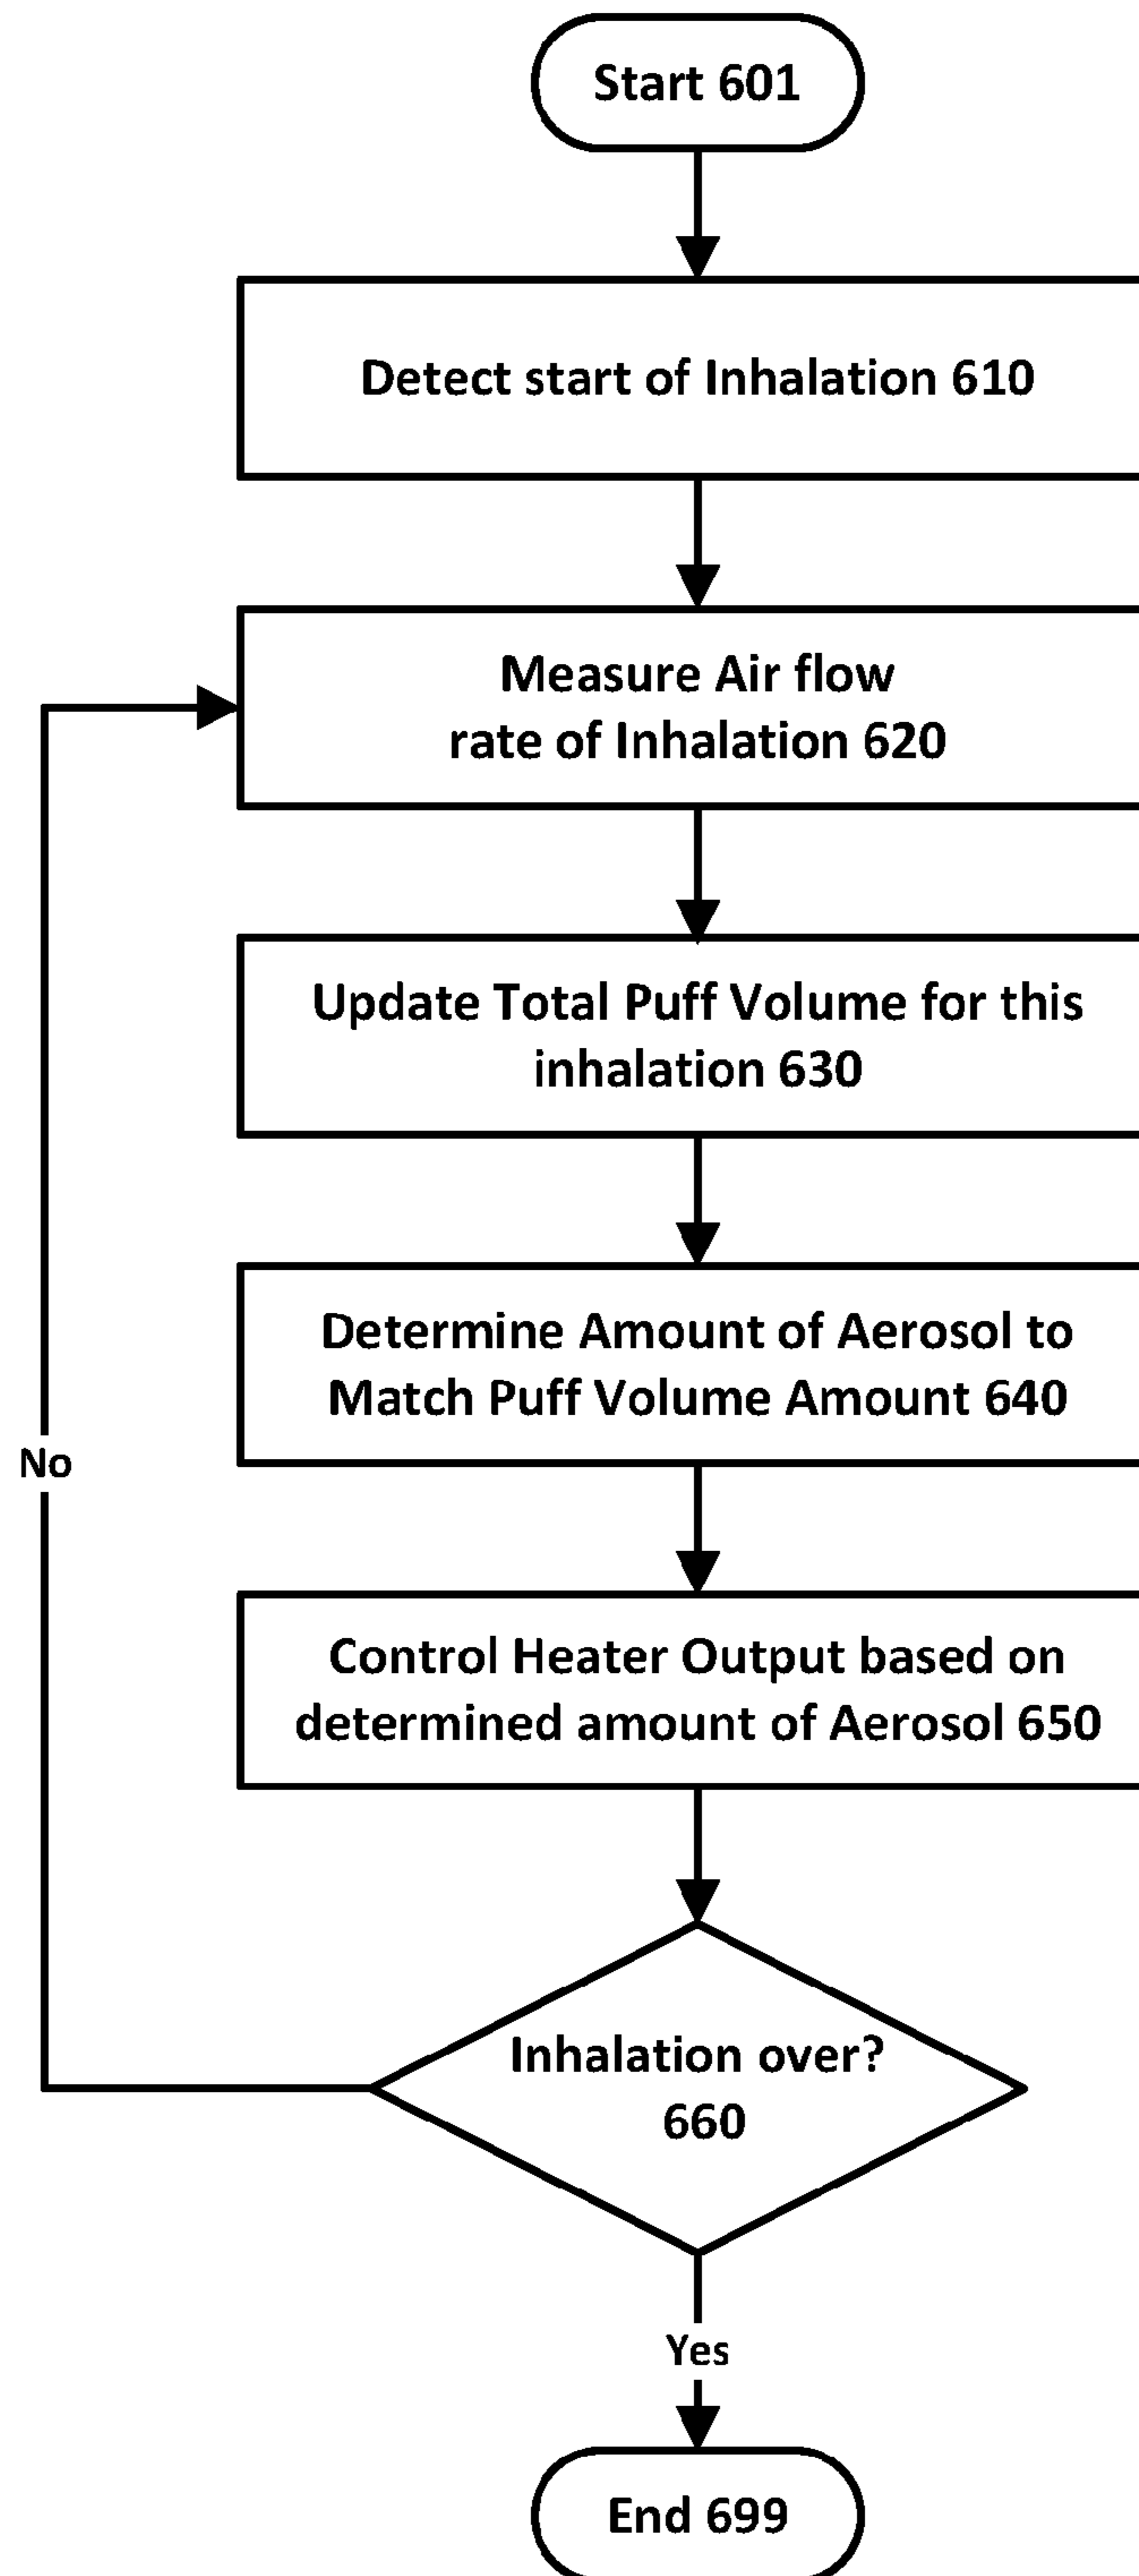 Start 601
Detect start of Inhalation 610
Measure Air flow
rate of Inhalation 620
Update Total Puff Volume for this
inhalation 630
Determine Amount of Aerosol to
Match Puff Volume Amount 640
No
Control Heater Output based on
determined amount of Aerosol 650
Inhalation over?
660
Yes
End 699